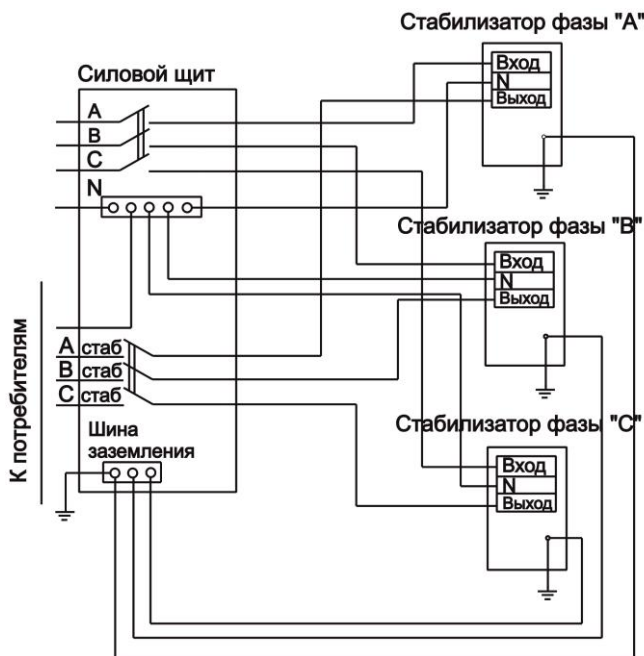 Стабилизатор фазы "А"
Силовой щит
Вход
N
Выход
А
В
С
N
Стабилизатор фазы "В"
Вход
N
Выход
К потребителям
А стаб
В стаб
С стаб
Стабилизатор фазы "С"
Шина
заземления
Вход
N
Выход